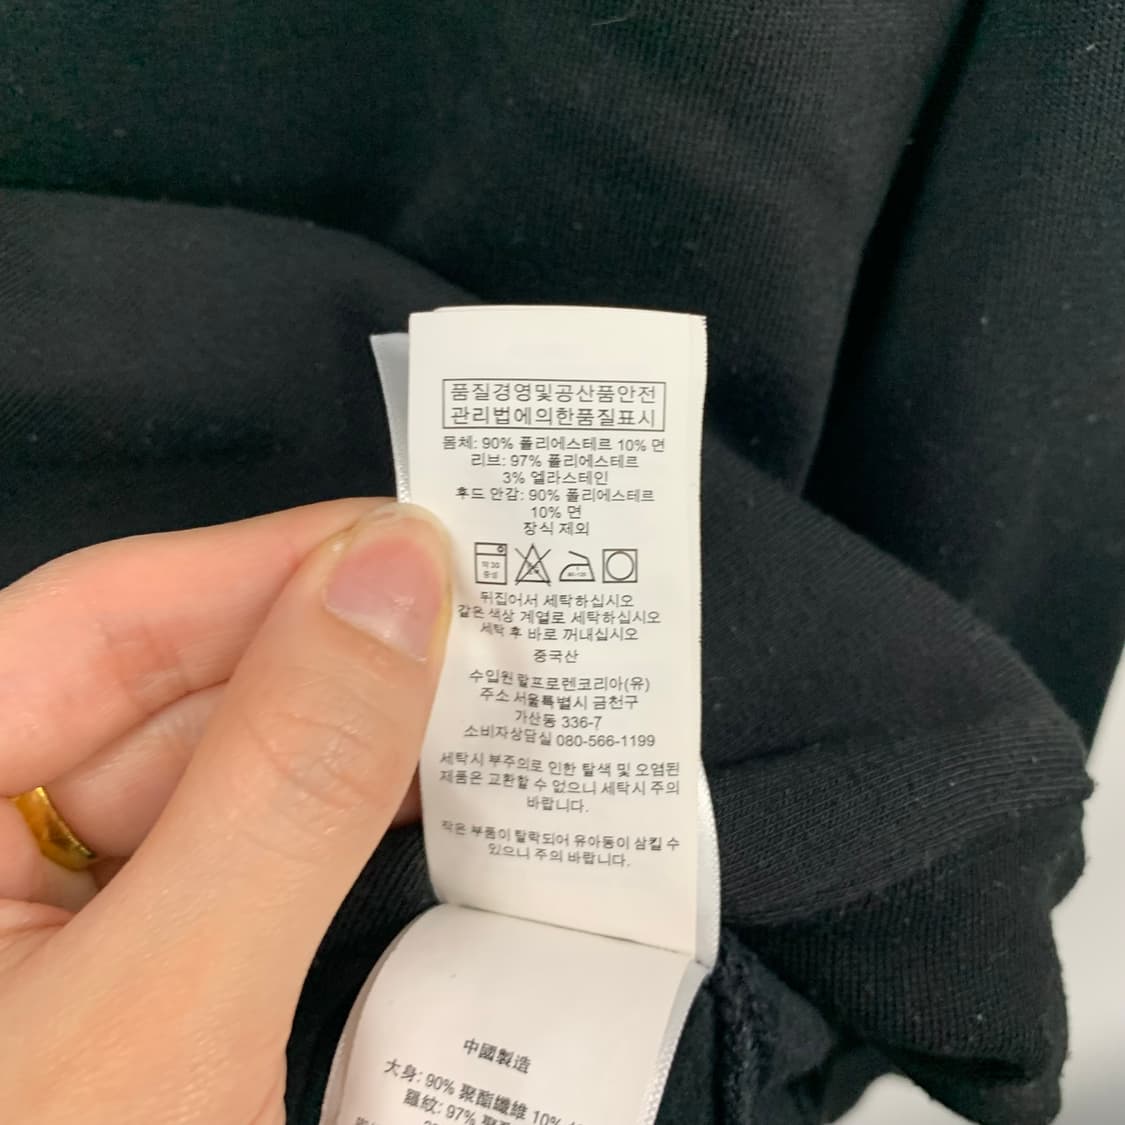 품질경영및공산품안전
관리법에의한품질표시
몸체: 90% 폴리에스테르 10% 면
리브: 97% 폴리에스테르
3% 엘라스테인
후드 안감: 90% 폴리에스테르
10% 면
장식 제외
약 30
중성
80-120
뒤집어서 세탁하십시오
같은 색상 계열로 세탁하십시오
세탁 후 바로 꺼내십시오
중국산
수입원 랄프로렌코리아(유)
주소 서울특별시 금천구
가산동 336-7
소비자상담실 080-566-1199
세탁시 부주의로 인한 탈색 및 오염된
제품은 교환할 수 없으니 세탁시 주의
바랍니다.
작은 부품이 탈락되어 유아동이 삼킬 수
있으니 주의 바랍니다.
中國製造
大身: 90% 聚酯纖維 10%
羅紋: 97%